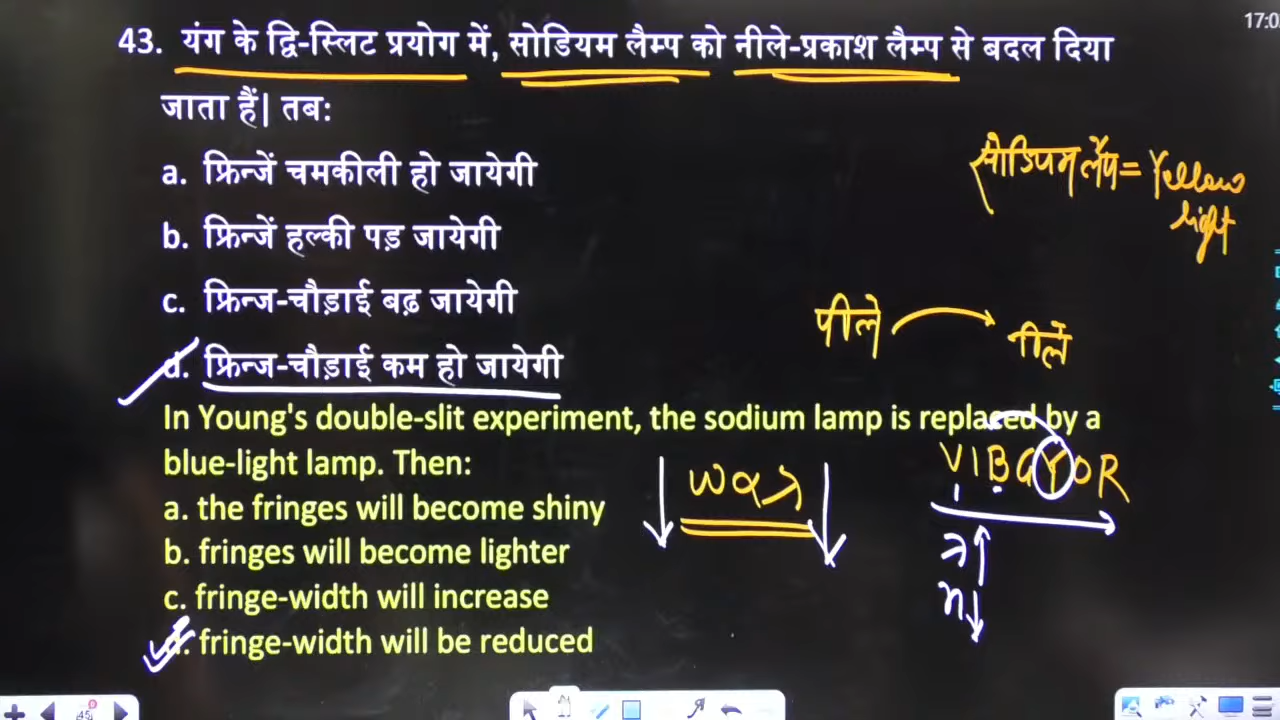 17:0
43. यंग के द्वि-स्लिट प्रयोग में, सोडियम लैम्प को नीले-प्रकाश लैम्प से बदल दिया
जाता हैं| तब:
a. फ्रिन्जें चमकीली हो जायेगी
b. फ्रिन्जें हल्की पड़ जायेगी
c. फ्रिन्ज-चौड़ाई बढ़ जायेगी
d. फ्रिन्ज-चौड़ाई कम हो जायेगी
सोडियम लैंप = Yellow
light
पीले → नीले
In Young's double-slit experiment, the sodium lamp is replaced by a
blue-light lamp. Then:
a. the fringes will become shiny
b. fringes will become lighter
c. fringe-width will increase
d. fringe-width will be reduced
↓ w α λ ↓
VIBGYOR
λ↑
n↓
45